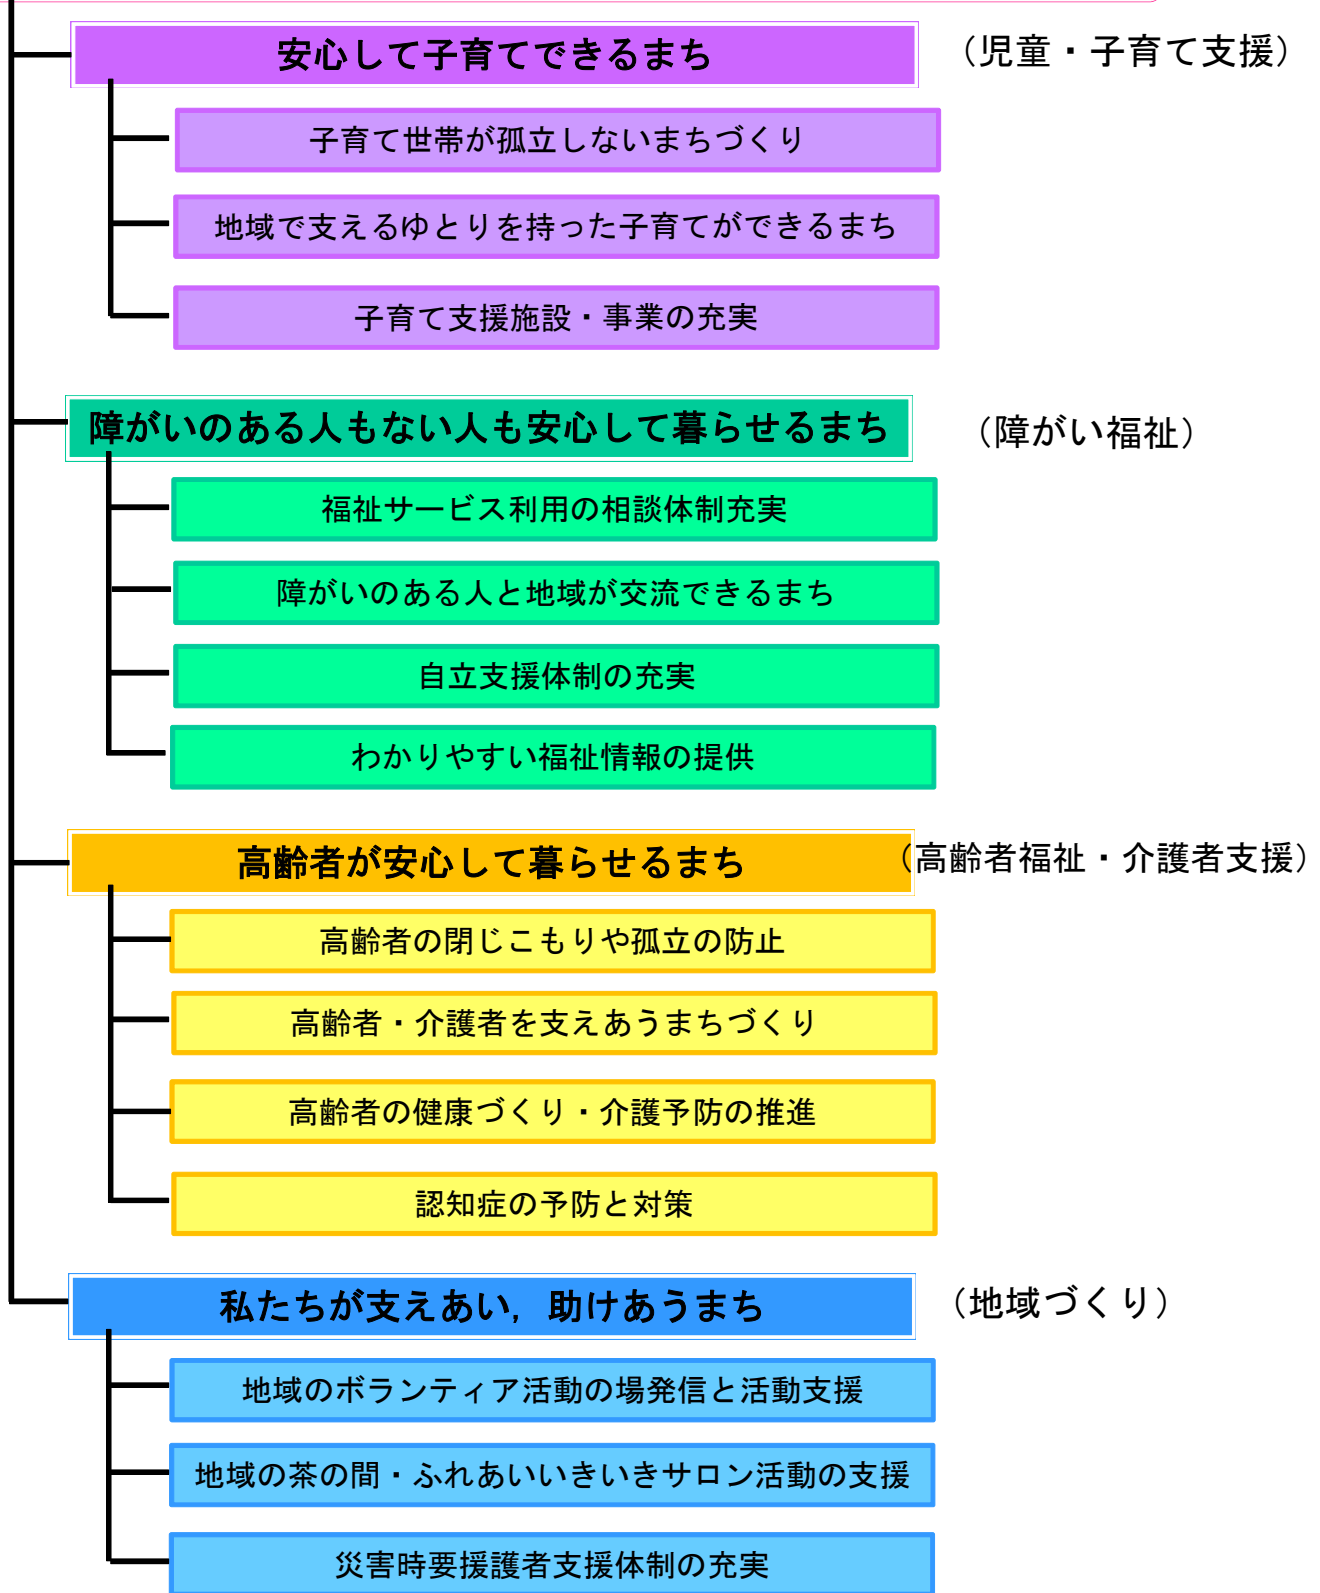 安心して子育てできるまち （児童・子育て支援）
子育て世帯が孤立しないまちづくり
地域で支えるゆとりを持った子育てができるまち
子育て支援施設・事業の充実
障がいのある人もない人も安心して暮らせるまち （障がい福祉）
福祉サービス利用の相談体制充実
障がいのある人と地域が交流できるまち
自立支援体制の充実
わかりやすい福祉情報の提供
高齢者が安心して暮らせるまち （高齢者福祉・介護者支援）
高齢者の閉じこもりや孤立の防止
高齢者・介護者を支えあうまちづくり
高齢者の健康づくり・介護予防の推進
認知症の予防と対策
私たちが支えあい，助けあうまち （地域づくり）
地域のボランティア活動の場発信と活動支援
地域の茶の間・ふれあいいきいきサロン活動の支援
災害時要援護者支援体制の充実